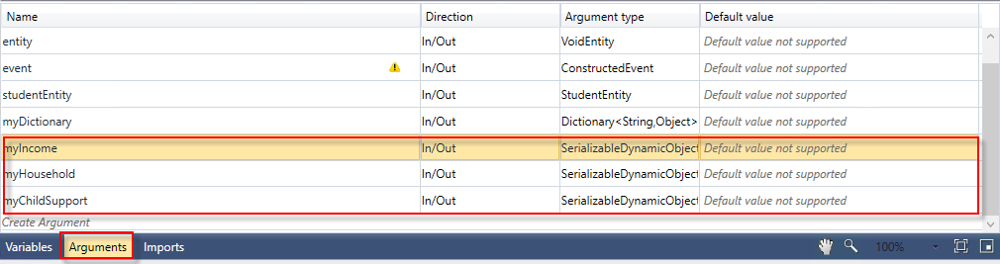 Name Direction Argument type Default value
entity In/Out VoidEntity Default value not supported
event In/Out ConstructedEvent Default value not supported
studentEntity In/Out StudentEntity Default value not supported
myDictionary In/Out Dictionary<String,Object> Default value not supported
myIncome In/Out SerializableDynamicObject Default value not supported
myHousehold In/Out SerializableDynamicObject Default value not supported
myChildSupport In/Out SerializableDynamicObject Default value not supported
Create Argument
Variables Arguments Imports 100%